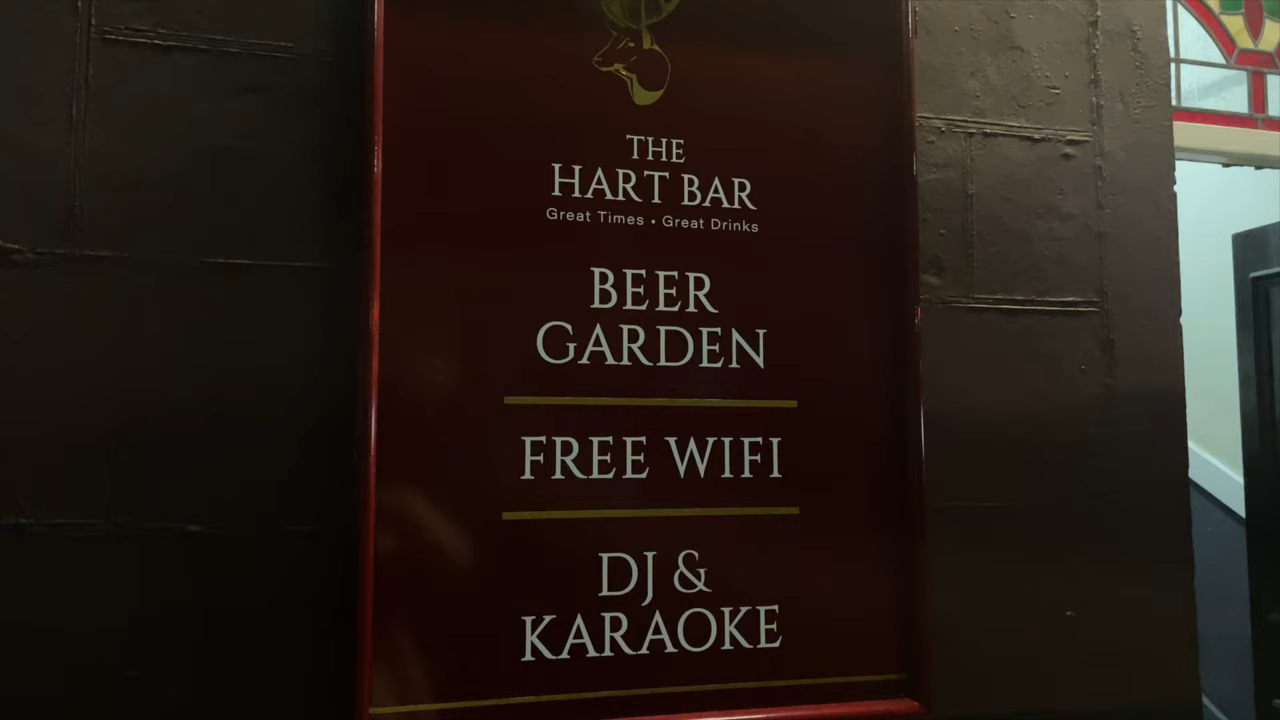 THE
HART BAR
Great Times • Great Drinks
BEER
GARDEN
FREE WIFI
DJ &
KARAOKE